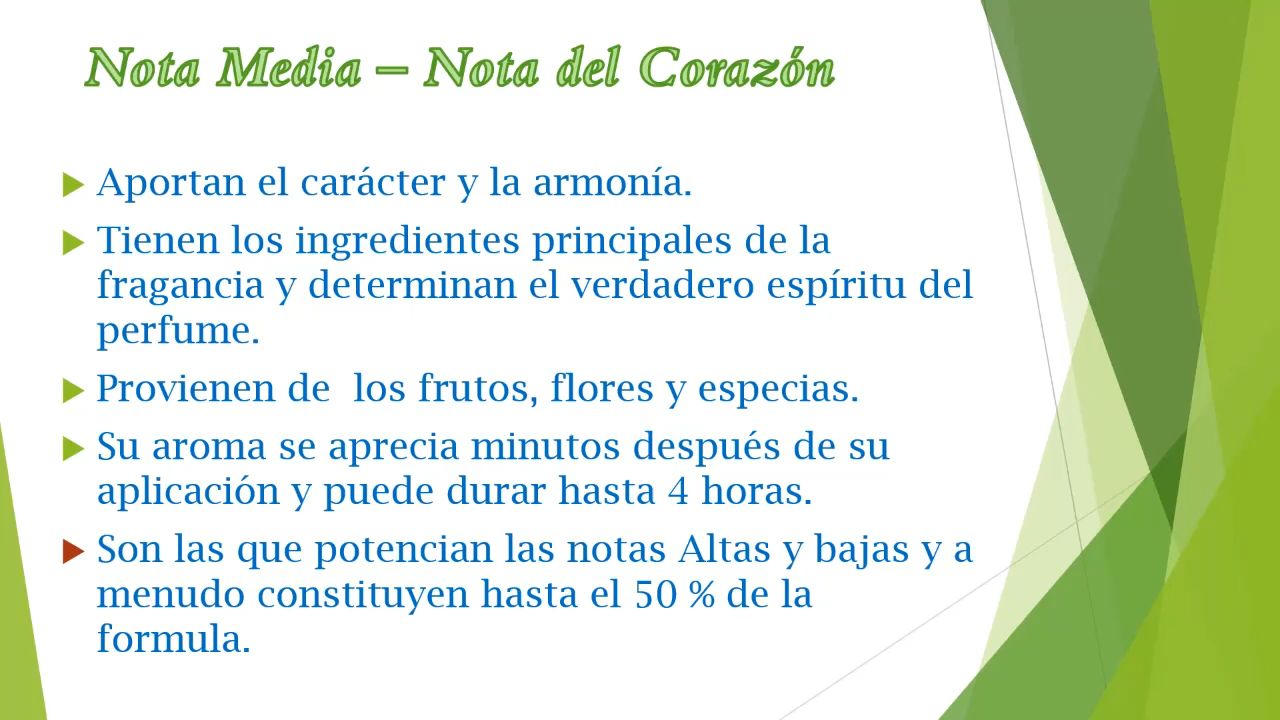 Nota Media – Nota del Corazón
Aportan el carácter y la armonía.
Tienen los ingredientes principales de la
fragancia y determinan el verdadero espíritu del
perfume.
Provienen de  los frutos, flores y especias.
Su aroma se aprecia minutos después de su
aplicación y puede durar hasta 4 horas.
Son las que potencian las notas Altas y bajas y a
menudo constituyen hasta el 50 % de la
formula.